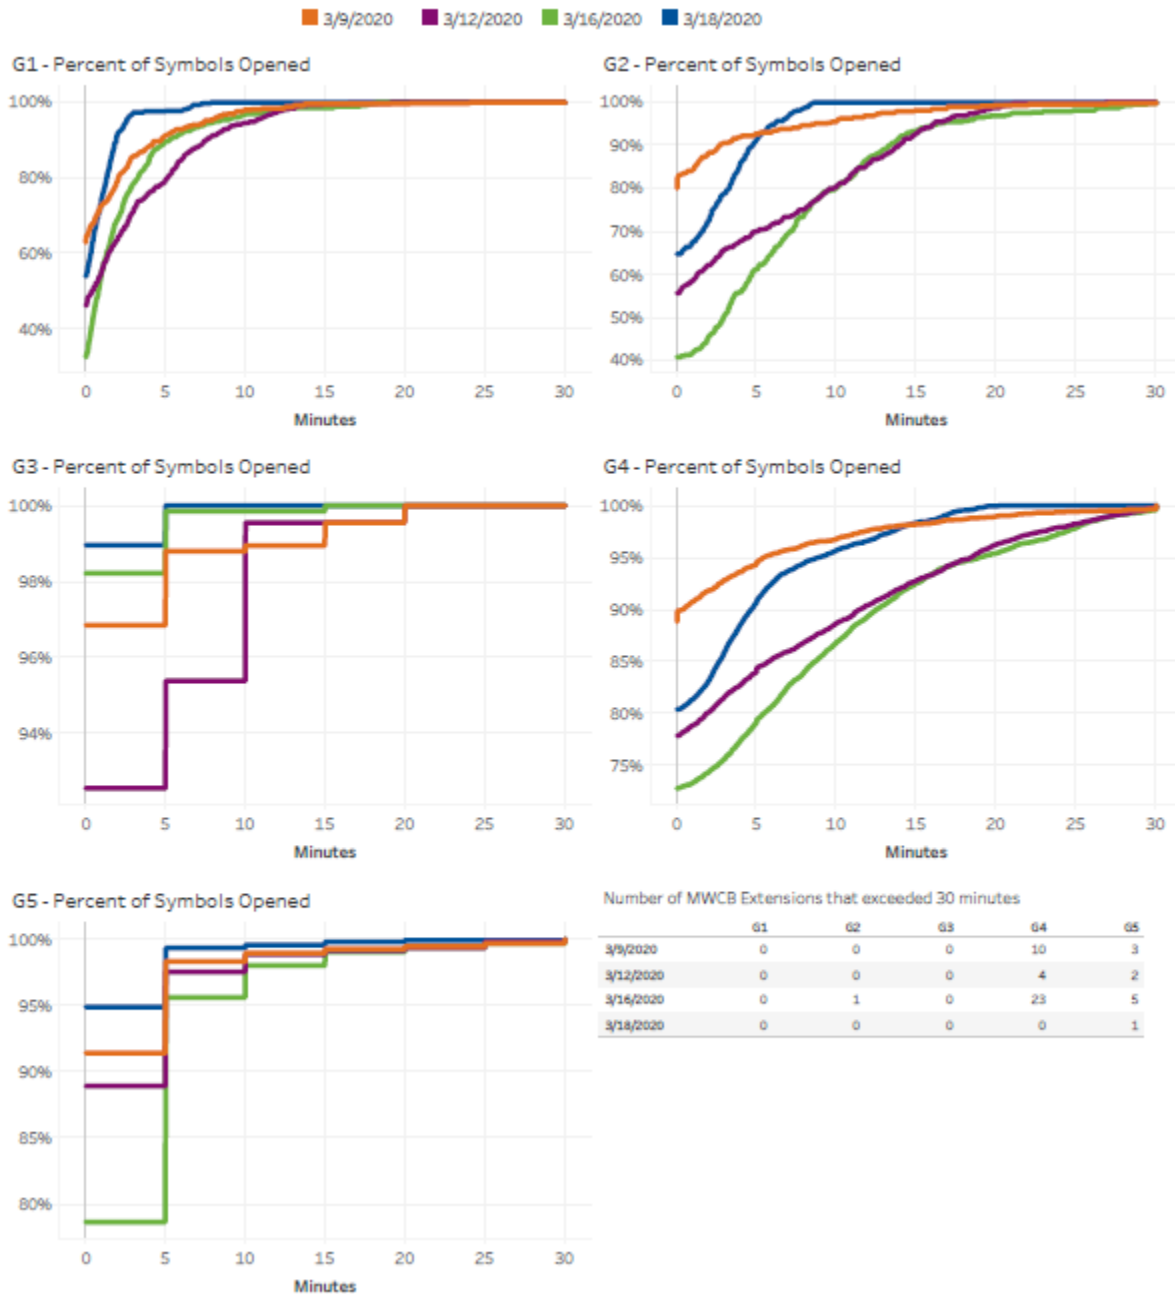 3/9/2020 3/12/2020 3/16/2020 3/18/2020
G1 - Percent of Symbols Opened
100%
80%
60%
40%
0 5 10 15 20 25 30
Minutes
G2 - Percent of Symbols Opened
100%
90%
80%
70%
60%
50%
40%
0 5 10 15 20 25 30
Minutes
G3 - Percent of Symbols Opened
100%
98%
96%
94%
0 5 10 15 20 25 30
Minutes
G4 - Percent of Symbols Opened
100%
95%
90%
85%
80%
75%
0 5 10 15 20 25 30
Minutes
G5 - Percent of Symbols Opened
100%
95%
90%
85%
80%
0 5 10 15 20 25 30
Minutes
Number of MWCB Extensions that exceeded 30 minutes
G1 G2 G3 G4 G5
3/9/2020 0 0 0 10 3
3/12/2020 0 0 0 4 2
3/16/2020 0 1 0 23 5
3/18/2020 0 0 0 0 1